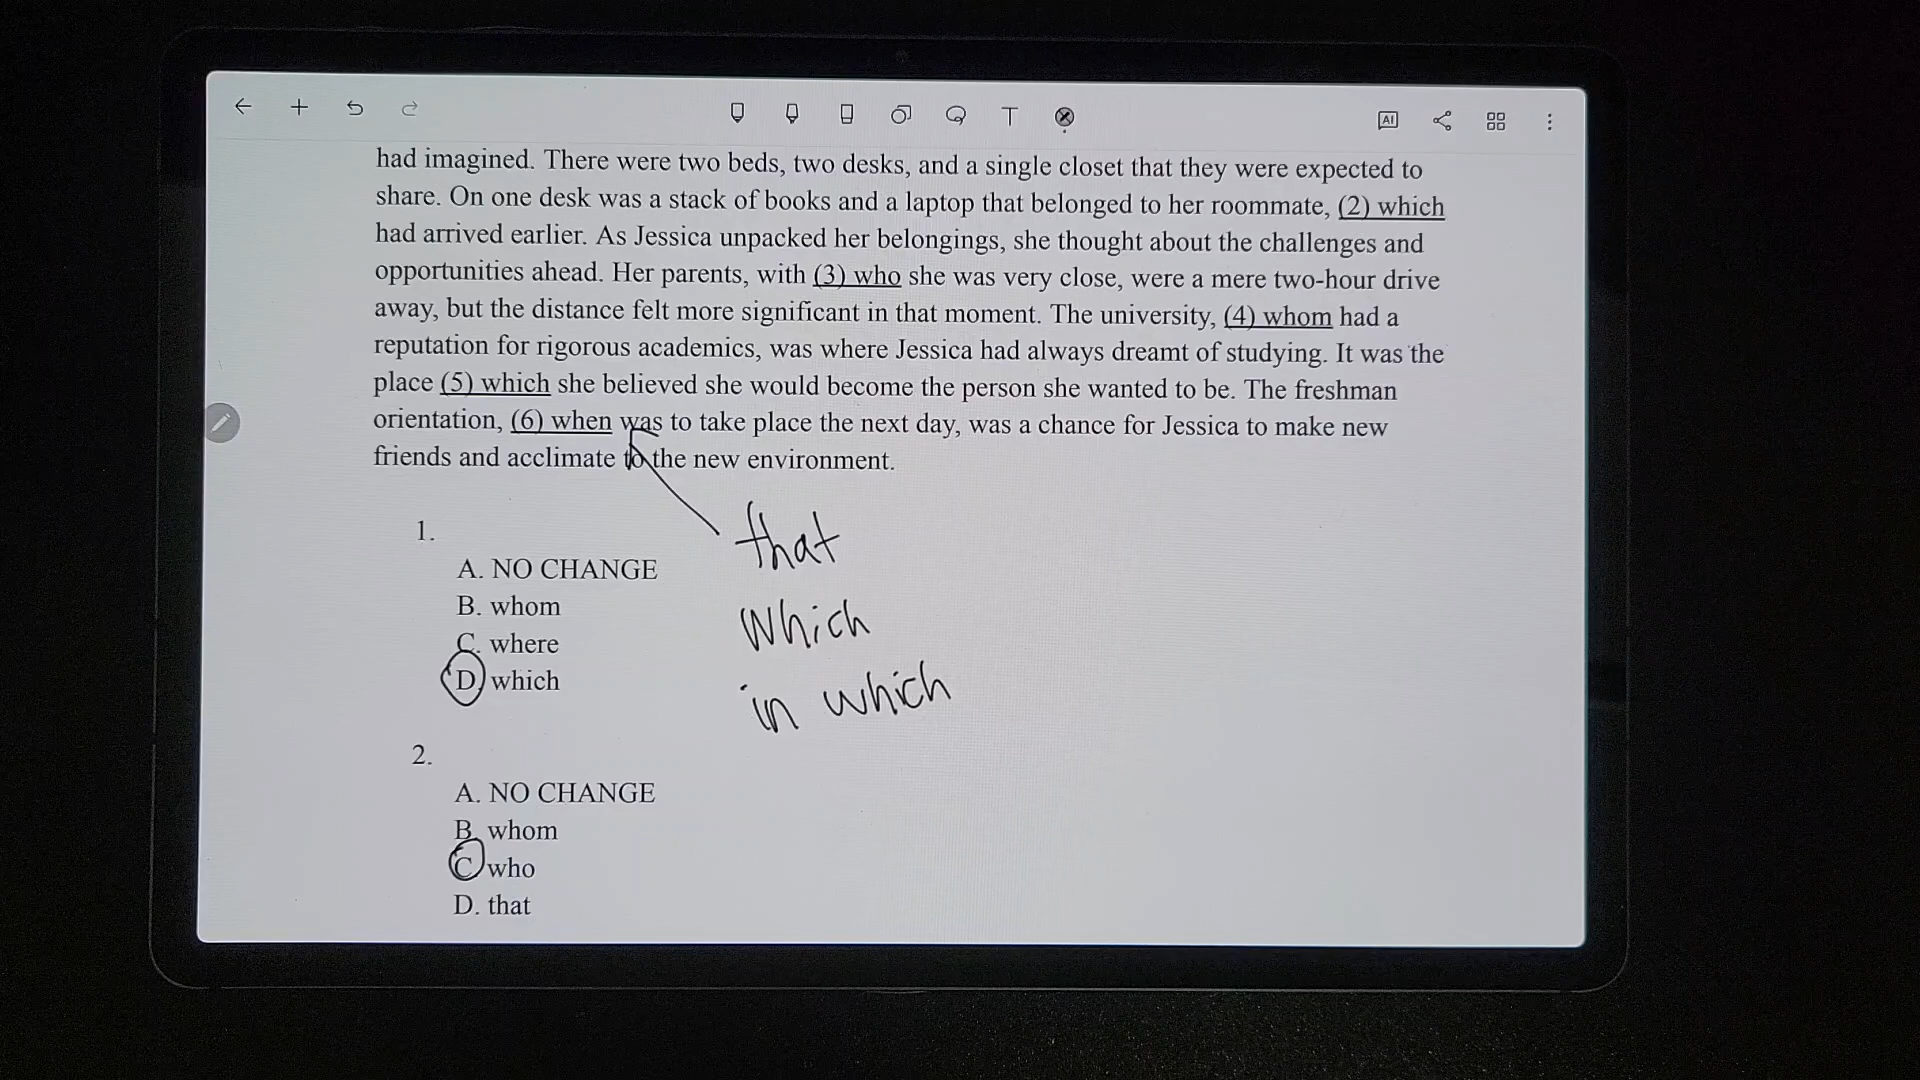 AI
T
had imagined. There were two beds, two desks, and a single closet that they were expected to
share. On one desk was a stack of books and a laptop that belonged to her roommate, (2) which
had arrived earlier. As Jessica unpacked her belongings, she thought about the challenges and
opportunities ahead. Her parents, with (3) who she was very close, were a mere two-hour drive
away, but the distance felt more significant in that moment. The university, (4) whom had a
reputation for rigorous academics, was where Jessica had always dreamt of studying. It was the
place (5) which she believed she would become the person she wanted to be. The freshman
orientation, (6) when was to take place the next day, was a chance for Jessica to make new
friends and acclimate to the new environment.
1.
A. NO CHANGE
B. whom
C. where
D. which
that
which
in which
2.
A. NO CHANGE
B. whom
C. who
D. that